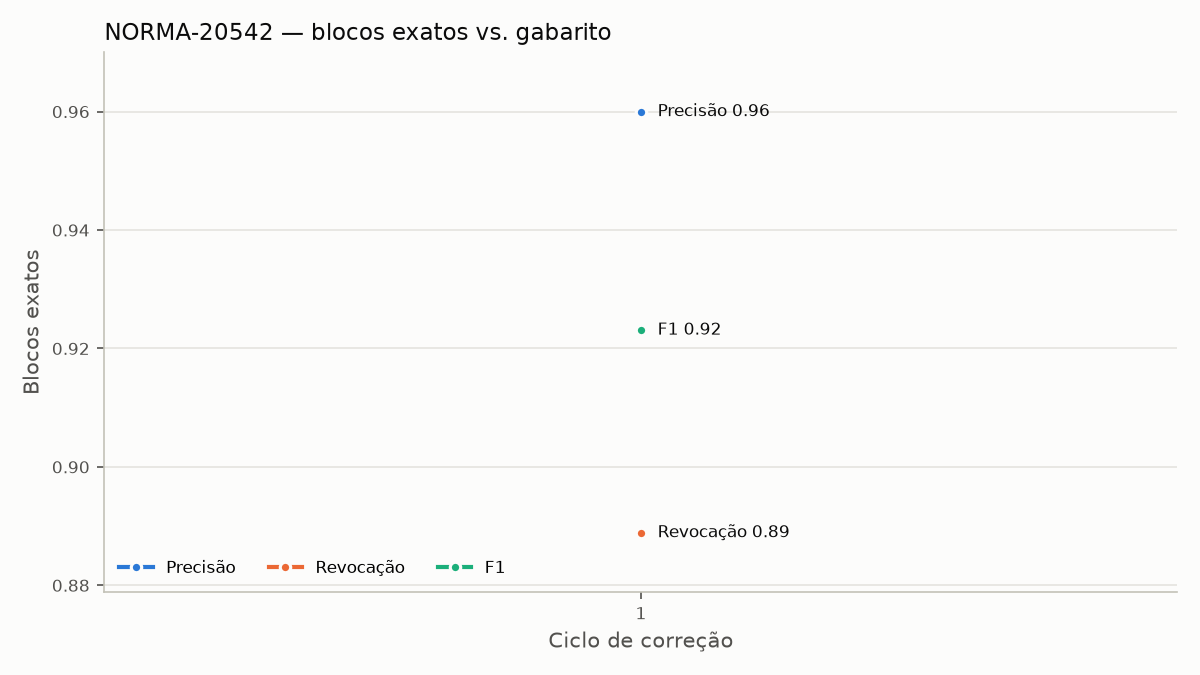 NORMA-20542 — blocos exatos vs. gabarito
Blocos exatos
0.96
0.94
0.92
0.90
0.88
Precisão 0.96
F1 0.92
Revocação 0.89
Precisão
Revocação
F1
1
Ciclo de correção